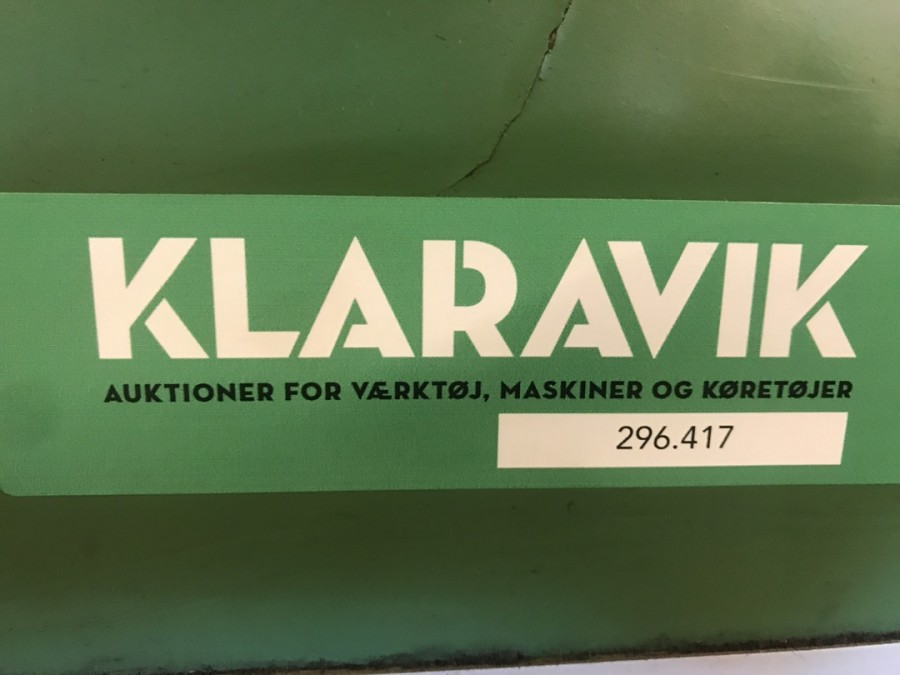 KLARAVIK
AUKTIONER FOR VÆRKTØJ, MASKINER OG KØRETØJER
296.417